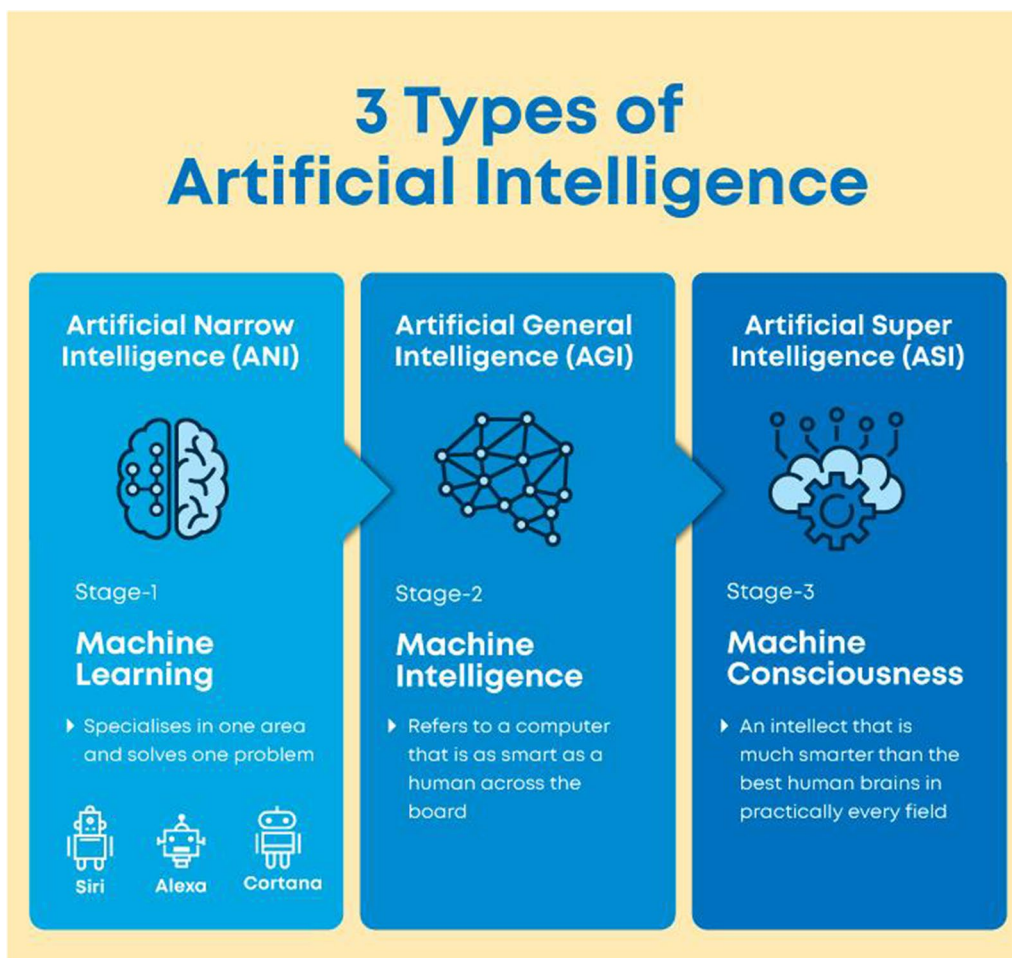 3 Types of
Artificial Intelligence
Artificial Narrow
Intelligence (ANI)
Stage-1
Machine
Learning
Specialises in one area
and solves one problem
Siri
Alexa
Cortana
Artificial General
Intelligence (AGI)
Stage-2
Machine
Intelligence
Refers to a computer
that is as smart as a
human across the
board
Artificial Super
Intelligence (ASI)
Stage-3
Machine
Consciousness
An intellect that is
much smarter than the
best human brains in
practically every field